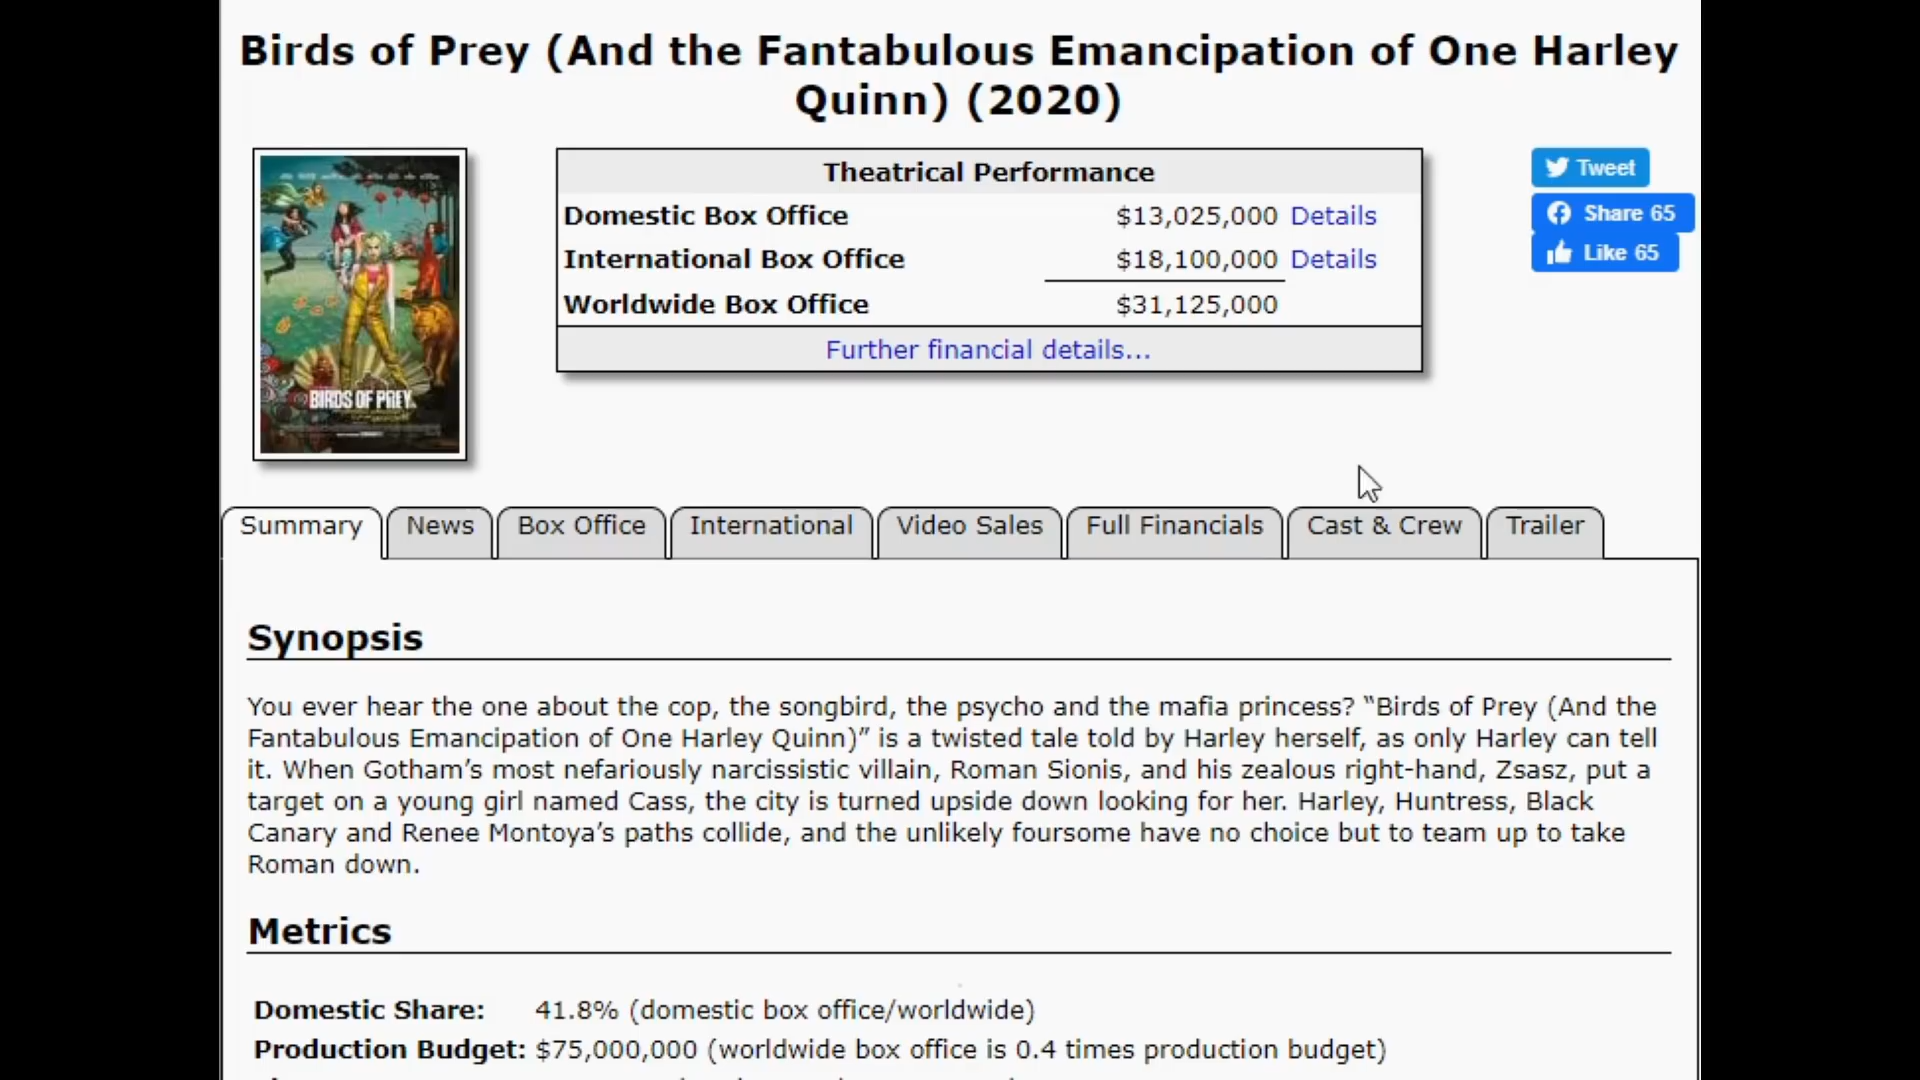 Birds of Prey (And the Fantabulous Emancipation of One Harley
Quinn) (2020)
Theatrical Performance
Domestic Box Office $13,025,000 Details
International Box Office $18,100,000 Details
Worldwide Box Office $31,125,000
Further financial details...
Tweet
Share 65
Like 65
BIRDS OF PREY
Summary News Box Office International Video Sales Full Financials Cast & Crew Trailer
Synopsis
You ever hear the one about the cop, the songbird, the psycho and the mafia princess? “Birds of Prey (And the
Fantabulous Emancipation of One Harley Quinn)” is a twisted tale told by Harley herself, as only Harley can tell
it. When Gotham’s most nefariously narcissistic villain, Roman Sionis, and his zealous right-hand, Zsasz, put a
target on a young girl named Cass, the city is turned upside down looking for her. Harley, Huntress, Black
Canary and Renee Montoya’s paths collide, and the unlikely foursome have no choice but to team up to take
Roman down.
Metrics
Domestic Share: 41.8% (domestic box office/worldwide)
Production Budget: $75,000,000 (worldwide box office is 0.4 times production budget)